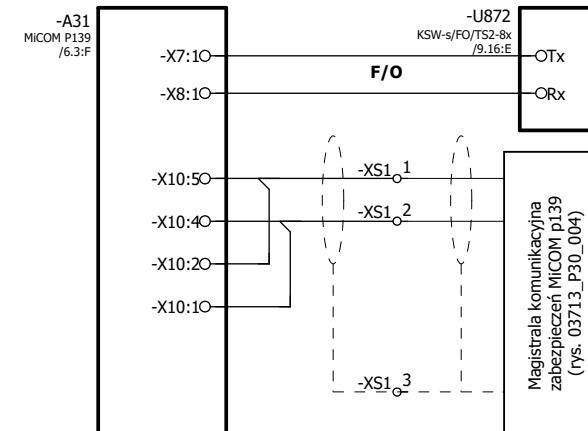 -A31
MiCOM P139
/6.3:F
-U872
KSW-s/FO/TS2-8x
/9.16:E
-X7:1
Tx
F/O
-X8:1
Rx
-X10:5
-XS1
1
-X10:4
-XS1
2
-X10:2
-X10:1
-XS1
3
Magistrala komunikacyjna
zabezpieczeń MiCOM p139
(rys. 03713_P30_004)